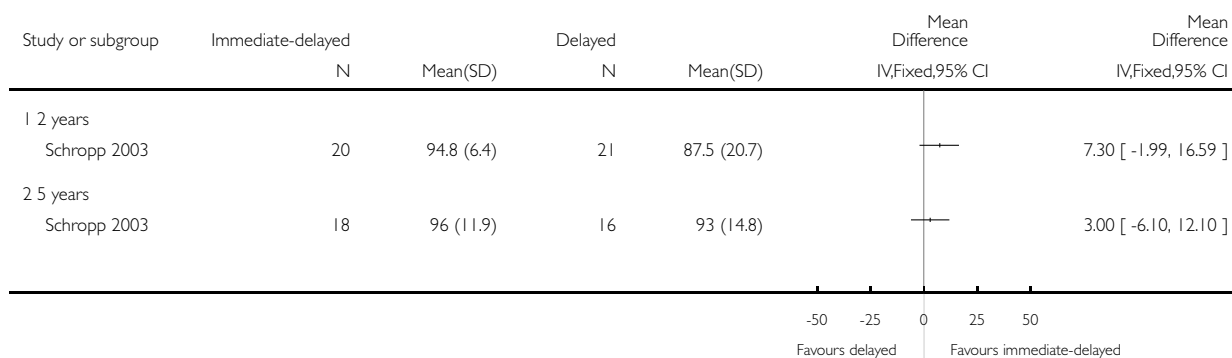 Study or subgroup Immediate-delayed Delayed Mean Difference Mean Difference
N Mean(SD) N Mean(SD) IV,Fixed,95% CI IV,Fixed,95% CI
1 2 years
Schropp 2003 20 94.8 (6.4) 21 87.5 (20.7) 7.30 [ -1.99, 16.59 ]
2 5 years
Schropp 2003 18 96 (11.9) 16 93 (14.8) 3.00 [ -6.10, 12.10 ]
-50 -25 0 25 50
Favours delayed Favours immediate-delayed